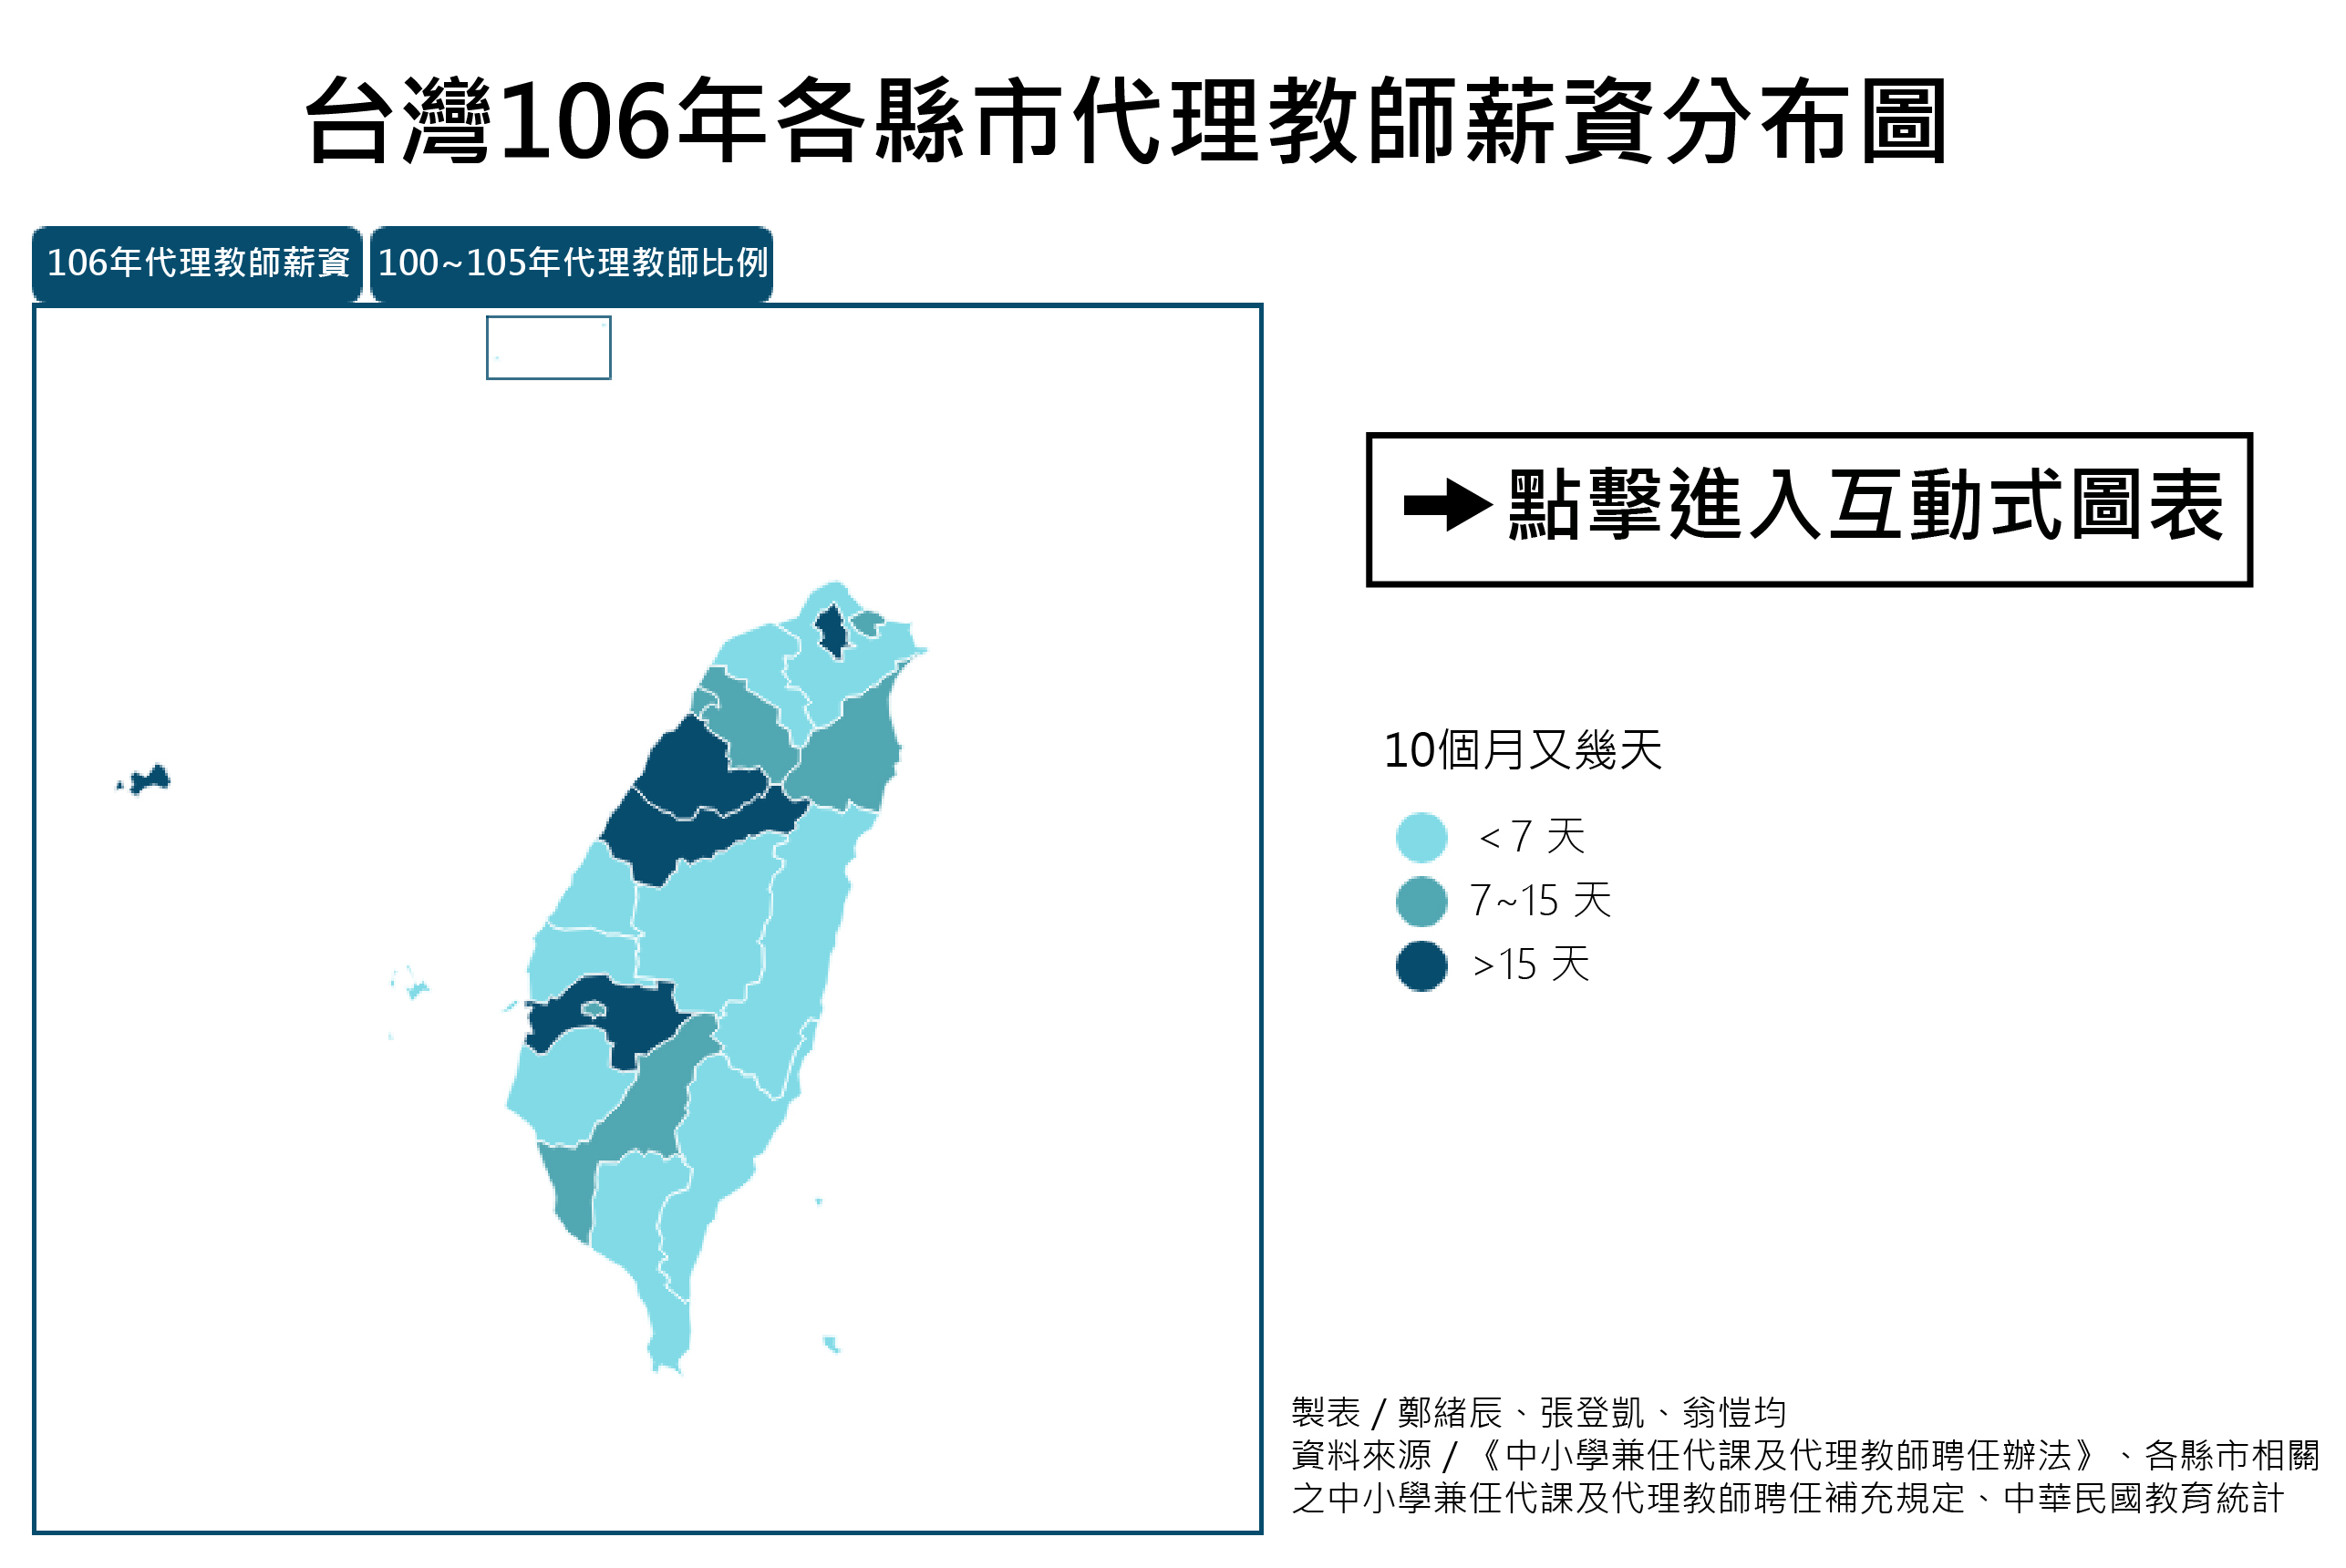 台灣106年各縣市代理教師薪資分布圖
106年代理教師薪資
100~105年代理教師比例
點擊進入互動式圖表
10個月又幾天
<7 天
7~15 天
>15 天
製表 / 鄭緒辰、張登凱、翁愷均
資料來源 / 《中小學兼任代課及代理教師聘任辦法》、各縣市相關
之中小學兼任代課及代理教師聘任補充規定、中華民國教育統計